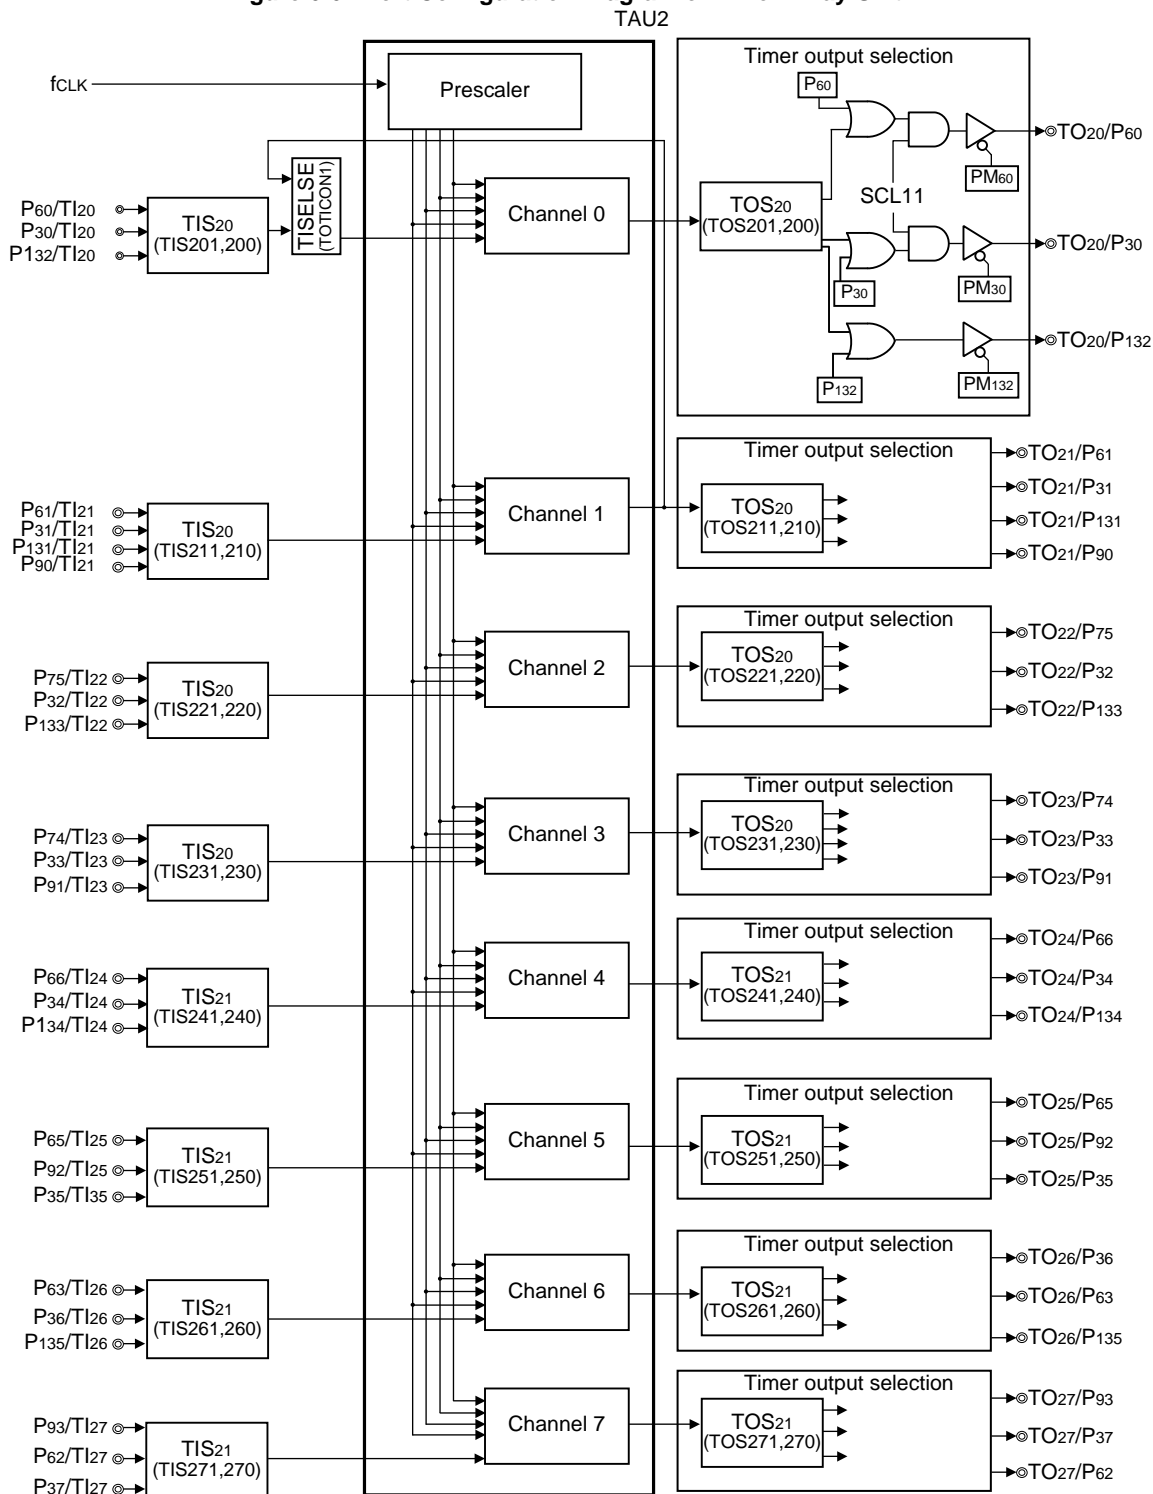 TAU2
Timer output selection
fCLK
Prescaler
P60
TO20/P60
TISELSE
(TOTICON1)
PM60
P60/TI20
P30/TI20
P132/TI20
TIS20
(TIS201,200)
Channel 0
TOS20
(TOS201,200)
SCL11
TO20/P30
P30
PM30
TO20/P132
P132
PM132
Timer output selection
P61/TI21
P31/TI21
P131/TI21
P90/TI21
TIS20
(TIS211,210)
Channel 1
TOS20
(TOS211,210)
TO21/P61
TO21/P31
TO21/P131
TO21/P90
Timer output selection
P75/TI22
P32/TI22
P133/TI22
TIS20
(TIS221,220)
Channel 2
TOS20
(TOS221,220)
TO22/P75
TO22/P32
TO22/P133
Timer output selection
P74/TI23
P33/TI23
P91/TI23
TIS20
(TIS231,230)
Channel 3
TOS20
(TOS231,230)
TO23/P74
TO23/P33
TO23/P91
Timer output selection
P66/TI24
P34/TI24
P134/TI24
TIS21
(TIS241,240)
Channel 4
TOS21
(TOS241,240)
TO24/P66
TO24/P34
TO24/P134
Timer output selection
P65/TI25
P92/TI25
P35/TI35
TIS21
(TIS251,250)
Channel 5
TOS21
(TOS251,250)
TO25/P65
TO25/P92
TO25/P35
Timer output selection
P63/TI26
P36/TI26
P135/TI26
TIS21
(TIS261,260)
Channel 6
TOS21
(TOS261,260)
TO26/P36
TO26/P63
TO26/P135
Timer output selection
P93/TI27
P62/TI27
P37/TI27
TIS21
(TIS271,270)
Channel 7
TOS21
(TOS271,270)
TO27/P93
TO27/P37
TO27/P62